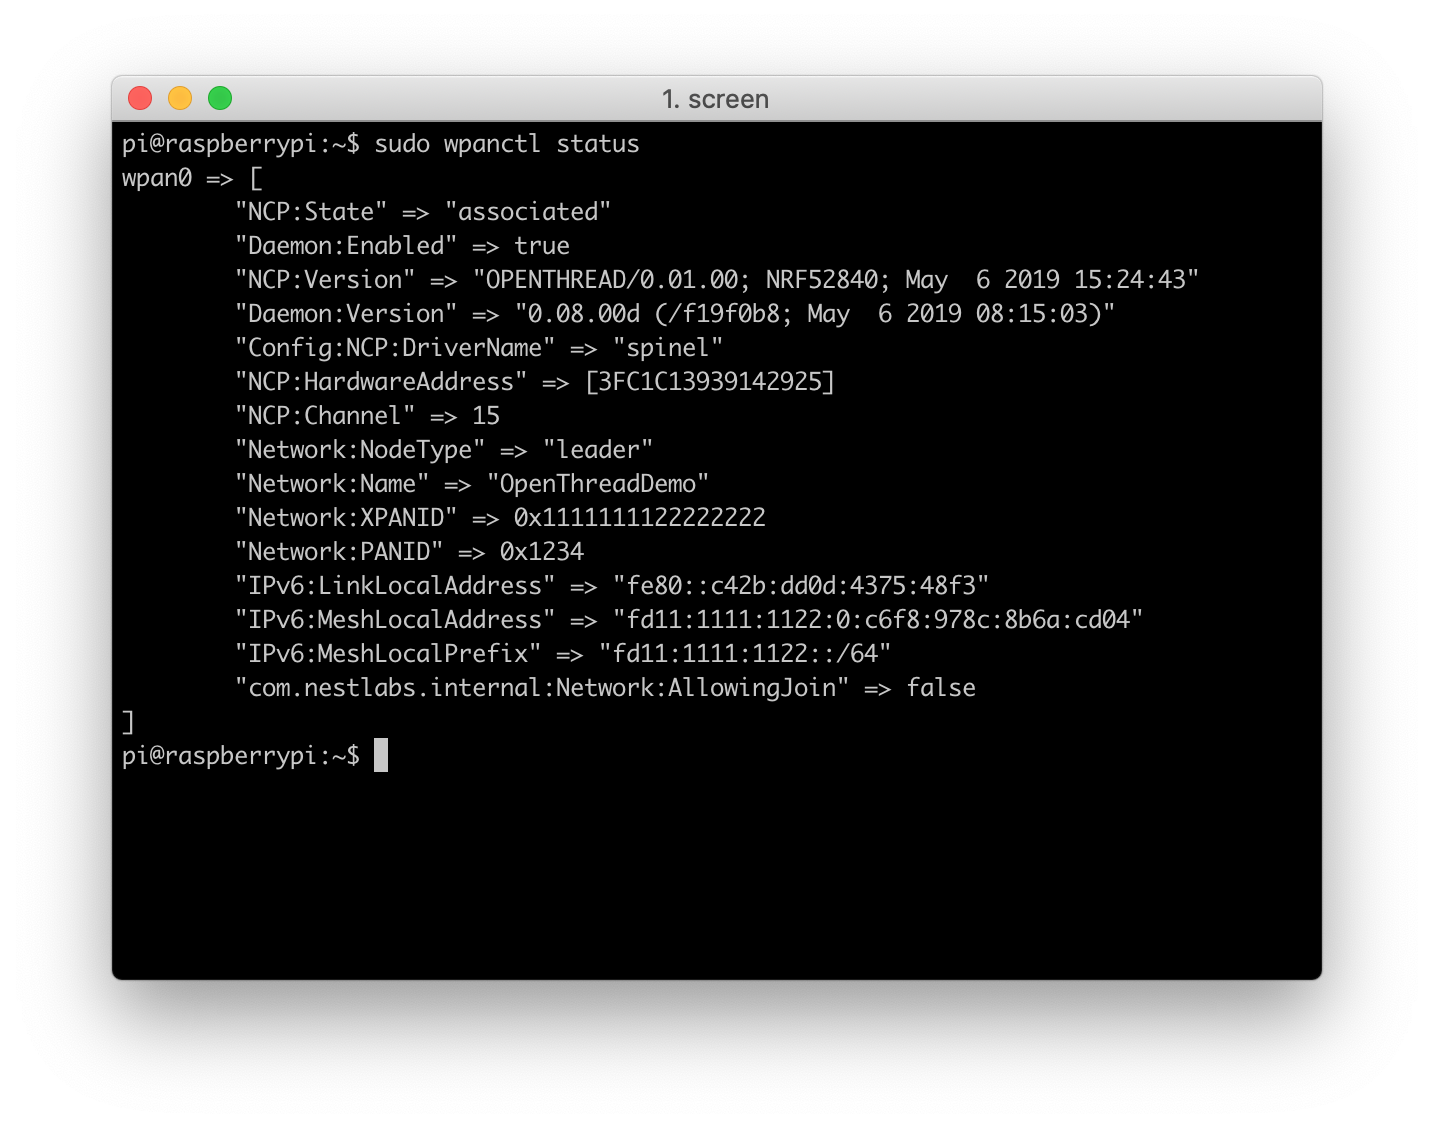 1. screen
pi@raspberrypi:~$ sudo wpanctl status
wpan0 => [
        "NCP:State" => "associated"
        "Daemon:Enabled" => true
        "NCP:Version" => "OPENTHREAD/0.01.00; NRF52840; May  6 2019 15:24:43"
        "Daemon:Version" => "0.08.00d (/f19f0b8; May  6 2019 08:15:03)"
        "Config:NCP:DriverName" => "spinel"
        "NCP:HardwareAddress" => [3FC1C13939142925]
        "NCP:Channel" => 15
        "Network:NodeType" => "leader"
        "Network:Name" => "OpenThreadDemo"
        "Network:XPANID" => 0x1111111122222222
        "Network:PANID" => 0x1234
        "IPv6:LinkLocalAddress" => "fe80::c42b:dd0d:4375:48f3"
        "IPv6:MeshLocalAddress" => "fd11:1111:1122:0:c6f8:978c:8b6a:cd04"
        "IPv6:MeshLocalPrefix" => "fd11:1111:1122::/64"
        "com.nestlabs.internal:Network:AllowingJoin" => false
]
pi@raspberrypi:~$